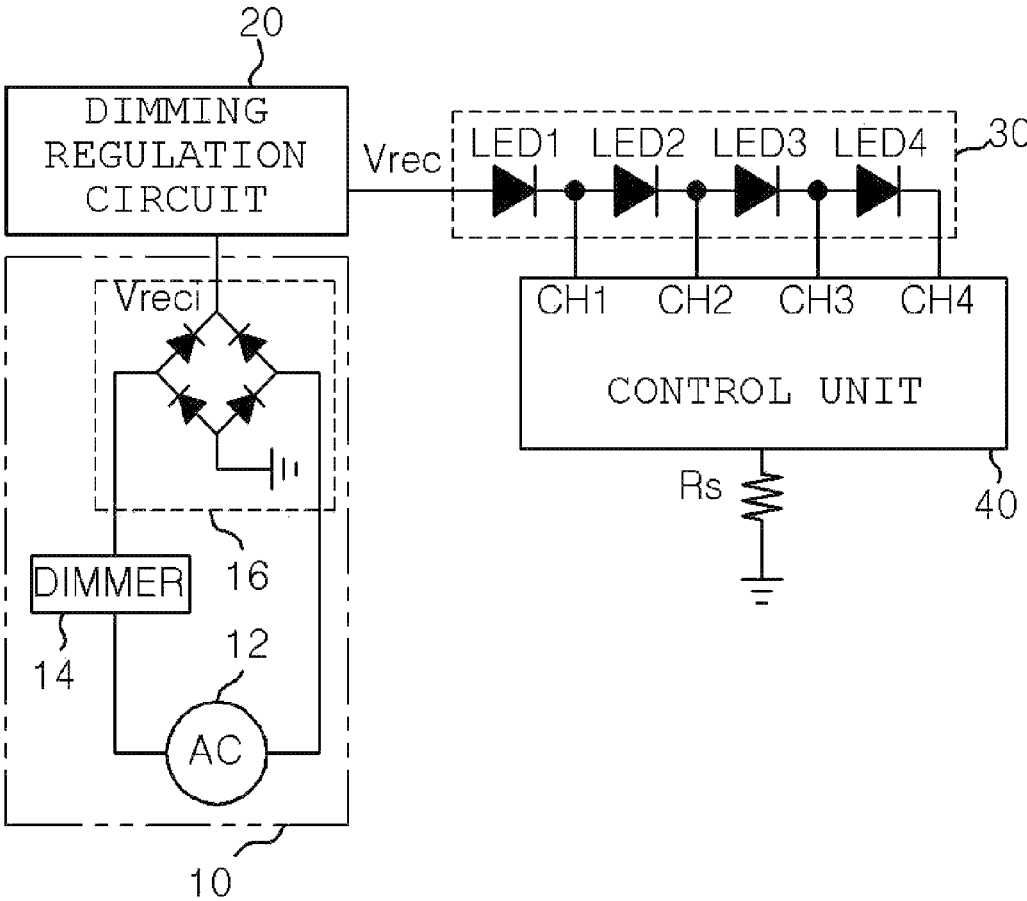 20
DIMMING
REGULATION
CIRCUIT
Vrec
LED1 LED2 LED3 LED4
30
Vreci
CH1 CH2 CH3 CH4
CONTROL UNIT
Rs
40
16
DIMMER
14
12
AC
10